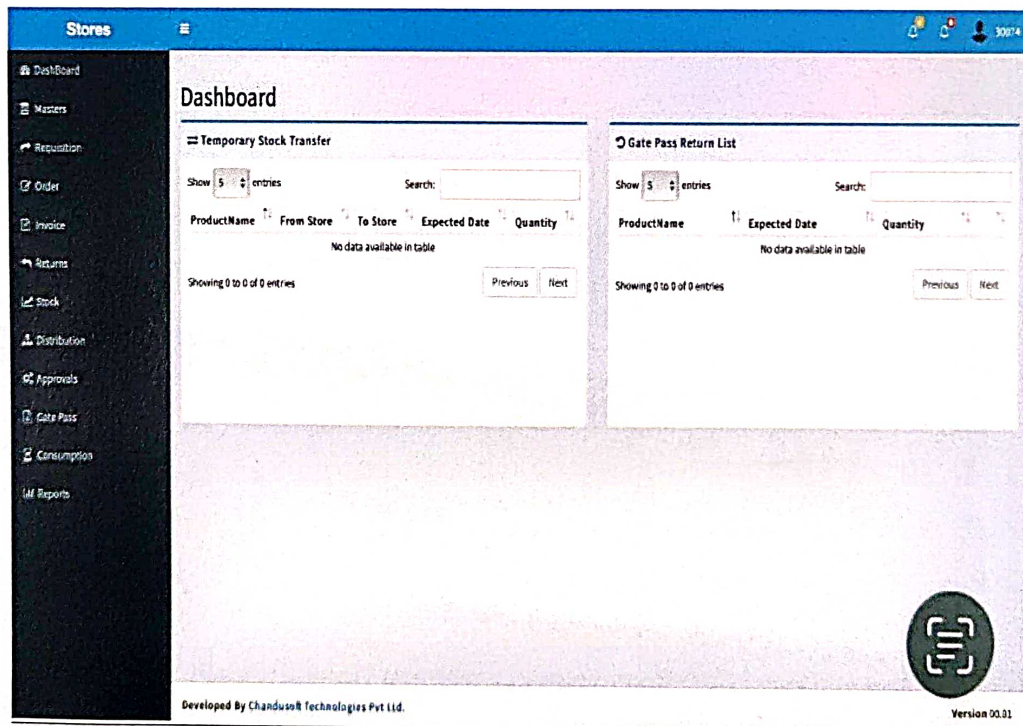 Stores
30074
DashBoard
Masters
Requisition
Order
Invoice
Returns
Stock
Distribution
Approvals
Gate Pass
Consumption
Reports
Dashboard
Temporary Stock Transfer
Show 5 entries Search:
ProductName From Store To Store Expected Date Quantity
No data available in table
Showing 0 to 0 of 0 entries Previous Next
Gate Pass Return List
Show 5 entries Search:
ProductName Expected Date Quantity
No data available in table
Showing 0 to 0 of 0 entries Previous Next
Developed By Chandusoft Technologies Pvt Ltd.
Version 00.01